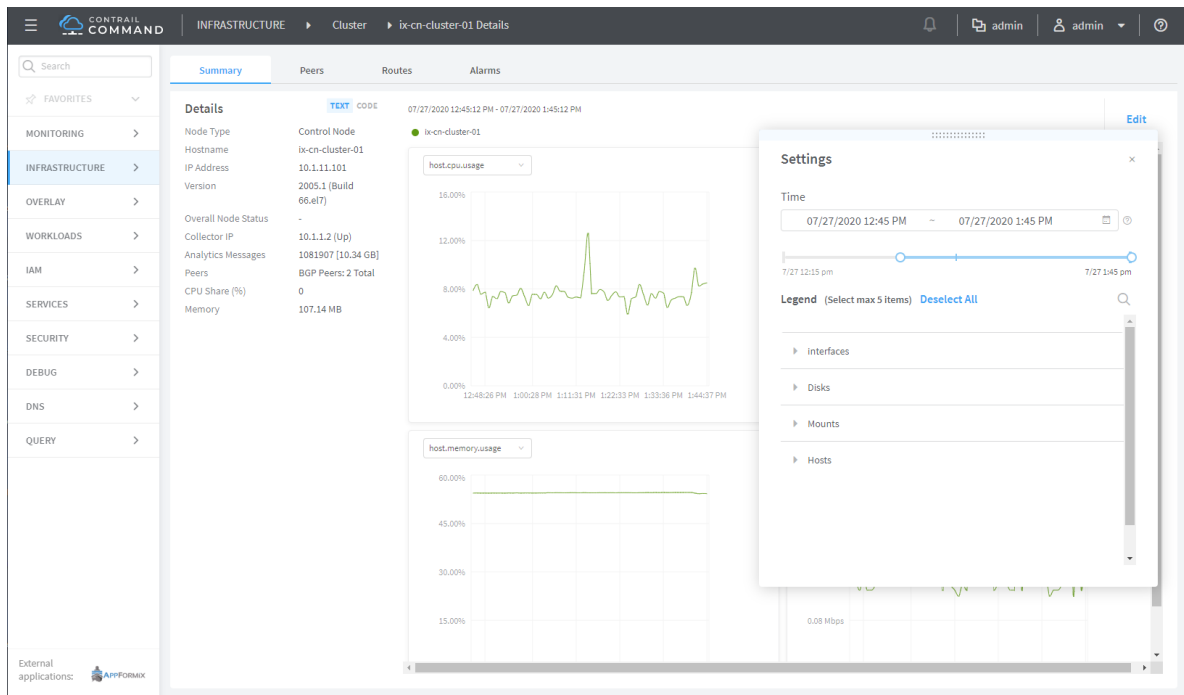 CONTRAIL
COMMAND
INFRASTRUCTURE
Cluster
ix-cn-cluster-01 Details
admin
admin
Search
FAVORITES
MONITORING
INFRASTRUCTURE
OVERLAY
WORKLOADS
IAM
SERVICES
SECURITY
DEBUG
DNS
QUERY
External
applications:
APPFORMIX
Summary
Peers
Routes
Alarms
Details
TEXT CODE
Node Type Control Node
Hostname ix-cn-cluster-01
IP Address 10.1.11.101
Version 2005.1 (Build
66.el7)
Overall Node Status -
Collector IP 10.1.1.2 (Up)
Analytics Messages 1081907 [10.34 GB]
Peers BGP Peers: 2 Total
CPU Share (%) 0
Memory 107.14 MB
07/27/2020 12:45:12 PM - 07/27/2020 1:45:12 PM
ix-cn-cluster-01
Edit
host.cpu.usage
16.00%
12.00%
8.00%
4.00%
0.00%
12:48:26 PM 1:00:28 PM 1:11:31 PM 1:22:33 PM 1:33:36 PM 1:44:37 PM
host.memory.usage
60.00%
45.00%
30.00%
15.00%
0.08 Mbps
Settings
×
Time
07/27/2020 12:45 PM ~ 07/27/2020 1:45 PM
7/27 12:15 pm 7/27 1:45 pm
Legend (Select max 5 items) Deselect All
Interfaces
Disks
Mounts
Hosts